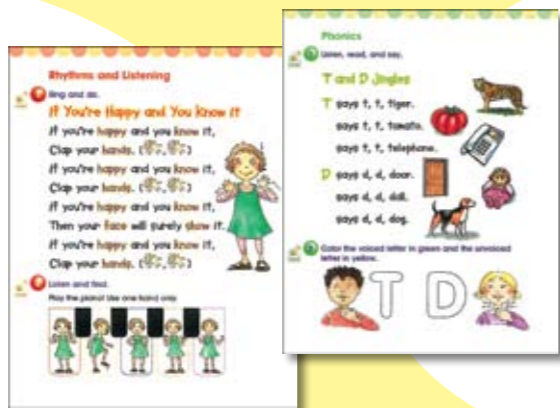 Rhythms and Listening
Sing and do.
If You're Happy and You Know It
If you're happy and you know it,
Clap your hands. (
If you're happy and you know it,
Clap your hands. (
If you're happy and you know it,
Then your face will surely show it.
If you're happy and you know it,
Clap your hands. (
Listen and find.
Play the piano! Use one hand only.
Phonics
Listen, read, and say.
T and D Jingles
T says t, t, tiger.
says t, t, tomato.
says t, t, telephone.
D says d, d, door.
says d, d, doll.
says d, d, dog.
Color the voiced letter in green and the unvoiced
letter in yellow.
T D